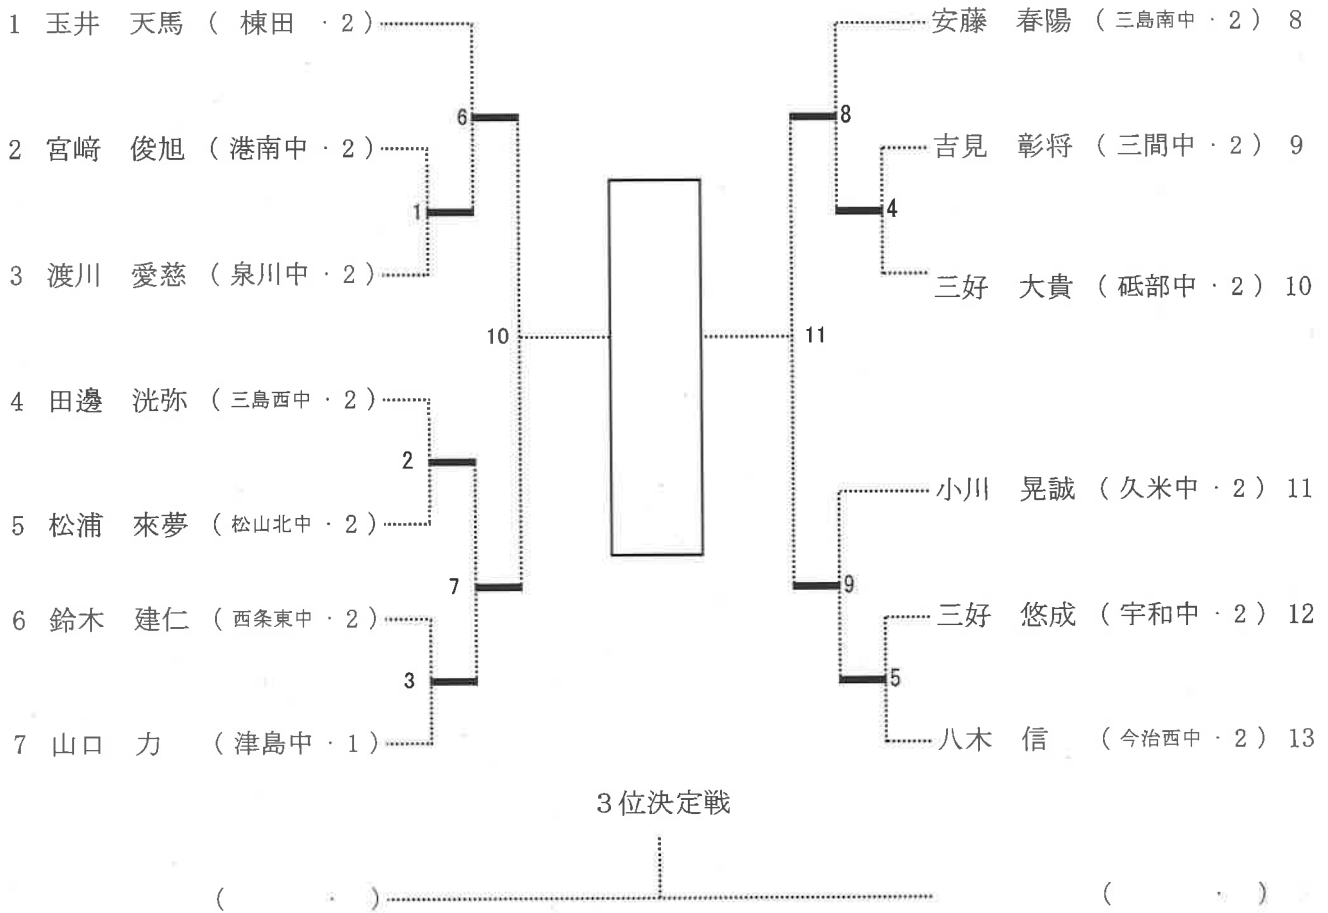 1 玉井 天馬 ( 棟田 ・ 2 )
安藤 春陽 ( 三島南中 ・ 2 ) 8
6
8
2 宮﨑 俊旭 ( 港南中 ・ 2 )
吉見 彰将 ( 三間中 ・ 2 ) 9
1
4
3 渡川 愛慈 ( 泉川中 ・ 2 )
三好 大貴 ( 砥部中 ・ 2 ) 10
10
11
4 田邊 洸弥 ( 三島西中 ・ 2 )
2
小川 晃誠 ( 久米中 ・ 2 ) 11
5 松浦 來夢 ( 松山北中 ・ 2 )
7
9
6 鈴木 建仁 ( 西条東中 ・ 2 )
三好 悠成 ( 宇和中 ・ 2 ) 12
3
5
7 山口 力 ( 津島中 ・ 1 )
八木 信 ( 今治西中 ・ 2 ) 13
3位決定戦
( ・ )
( ・ )